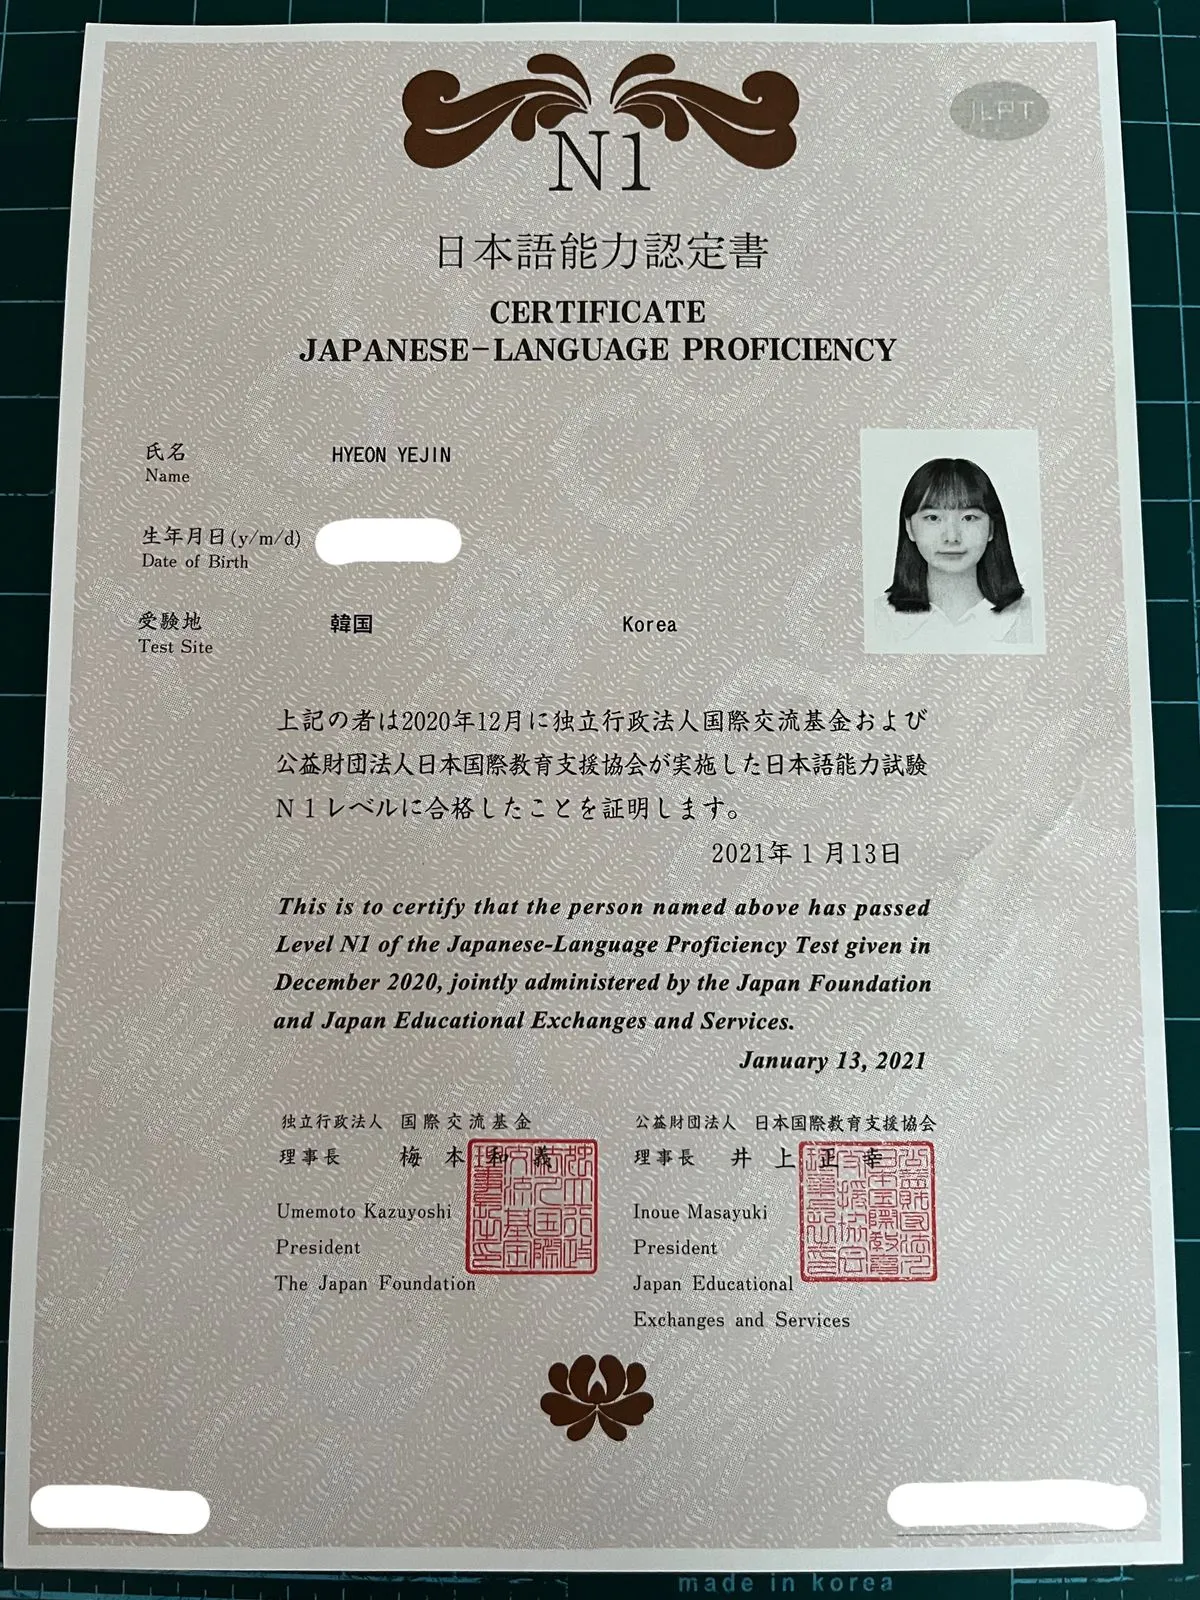 JLPT
N1
日本語能力認定書
CERTIFICATE
JAPANESE-LANGUAGE PROFICIENCY
氏名 HYEON YEJIN
Name
生年月日(y/m/d)
Date of Birth
受験地 韓国 Korea
Test Site
上記の者は2020年12月に独立行政法人国際交流基金および
公益財団法人日本国際教育支援協会が実施した日本語能力試験
N1レベルに合格したことを証明します。
2021年1月13日
This is to certify that the person named above has passed
Level N1 of the Japanese-Language Proficiency Test given in
December 2020, jointly administered by the Japan Foundation
and Japan Educational Exchanges and Services.
January 13, 2021
独立行政法人 国際交流基金
理事長 梅本和義
Umemoto Kazuyoshi
President
The Japan Foundation
公益財団法人 日本国際教育支援協会
理事長 井上正幸
Inoue Masayuki
President
Japan Educational
Exchanges and Services
made in korea